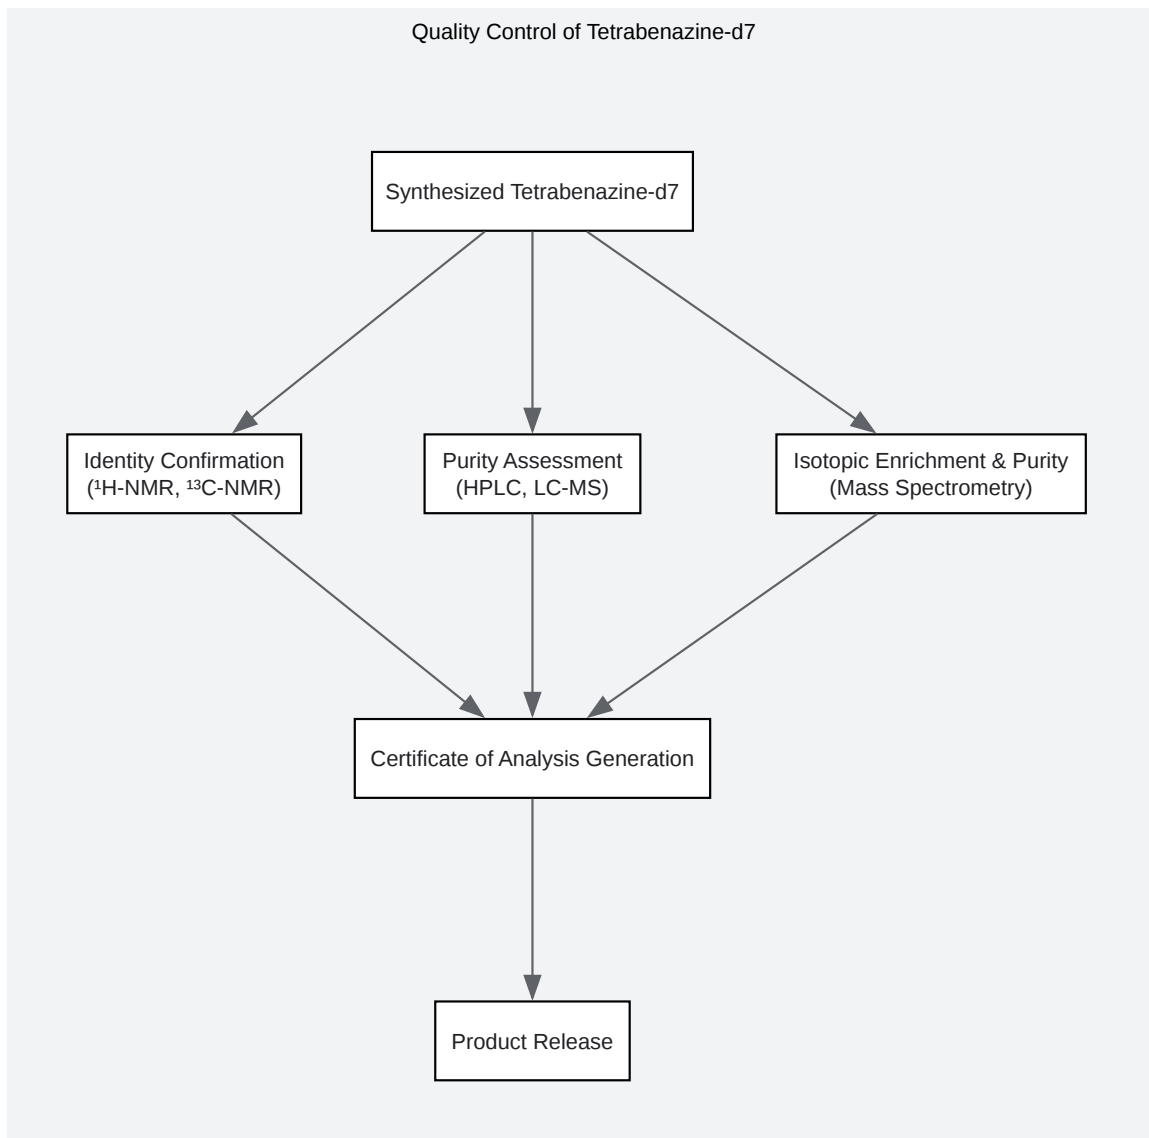 Quality Control of Tetrabenazine-d7
Synthesized Tetrabenazine-d7
Identity Confirmation
(¹H-NMR, ¹³C-NMR)
Purity Assessment
(HPLC, LC-MS)
Isotopic Enrichment & Purity
(Mass Spectrometry)
Certificate of Analysis Generation
Product Release